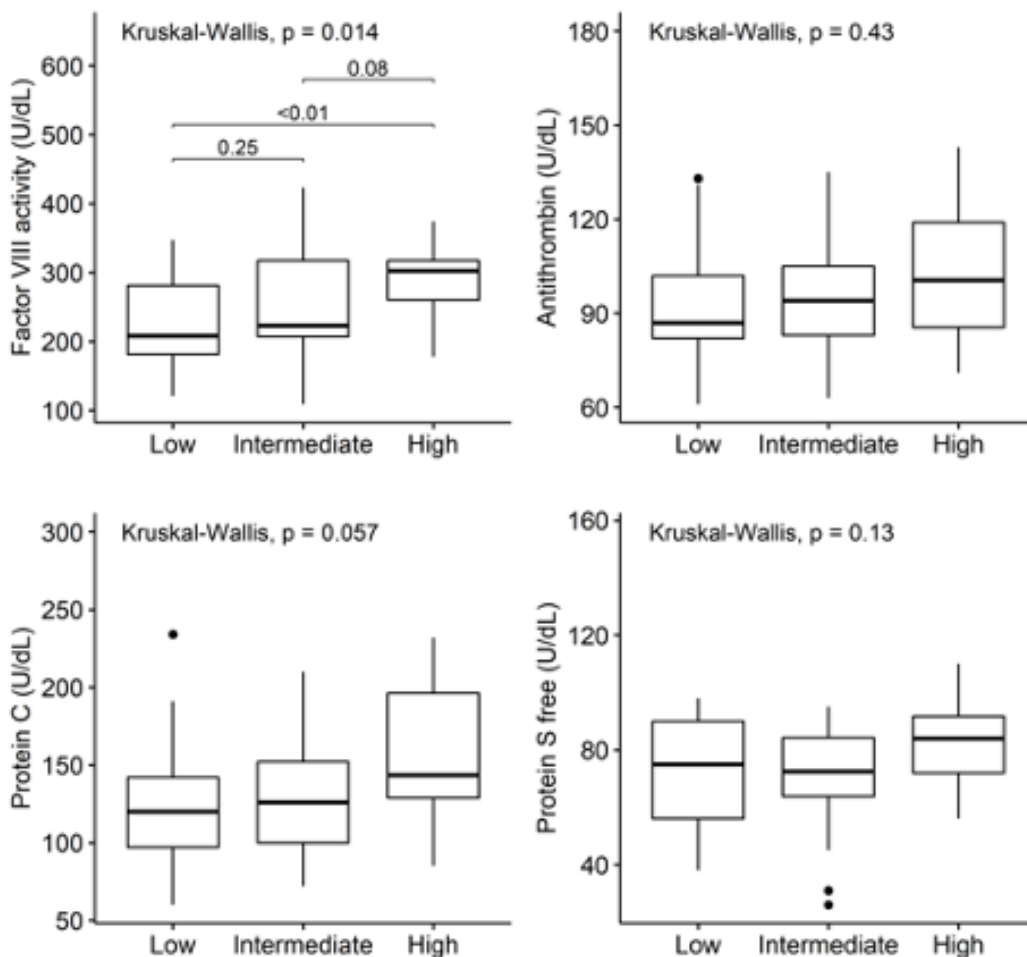 Kruskal-Wallis, p = 0.014
Factor VIII activity (U/dL)
600
500
400
300
200
100
0.08
<0.01
0.25
Low Intermediate High
Kruskal-Wallis, p = 0.43
Antithrombin (U/dL)
180
150
120
90
60
Low Intermediate High
Kruskal-Wallis, p = 0.057
Protein C (U/dL)
300
250
200
150
100
50
Low Intermediate High
Kruskal-Wallis, p = 0.13
Protein S free (U/dL)
160
120
80
40
Low Intermediate High